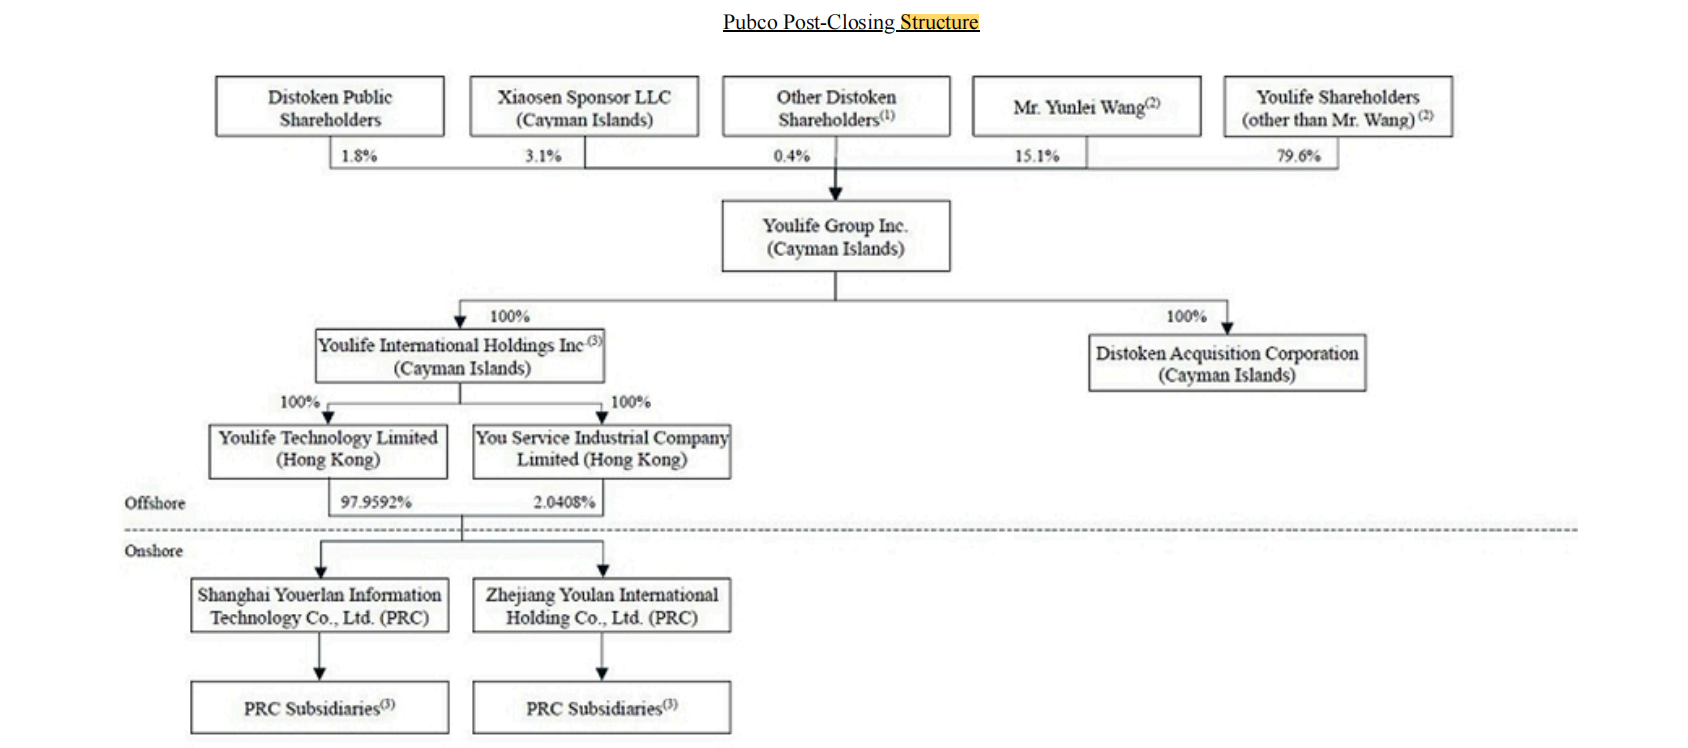 Pubco Post-Closing Structure
Distoken Public
Shareholders
Xiaosen Sponsor LLC
(Cayman Islands)
Other Distoken
Shareholders(1)
Mr. Yunlei Wang(2)
Youlife Shareholders
(other than Mr. Wang) (2)
1.8%
3.1%
0.4%
15.1%
79.6%
Youlife Group Inc.
(Cayman Islands)
100%
100%
Youlife International Holdings Inc(3)
(Cayman Islands)
Distoken Acquisition Corporation
(Cayman Islands)
100%
100%
Youlife Technology Limited
(Hong Kong)
You Service Industrial Company
Limited (Hong Kong)
Offshore
97.9592%
2.0408%
Onshore
Shanghai Youerlan Information
Technology Co., Ltd. (PRC)
Zhejiang Youlan International
Holding Co., Ltd. (PRC)
PRC Subsidiaries(3)
PRC Subsidiaries(3)